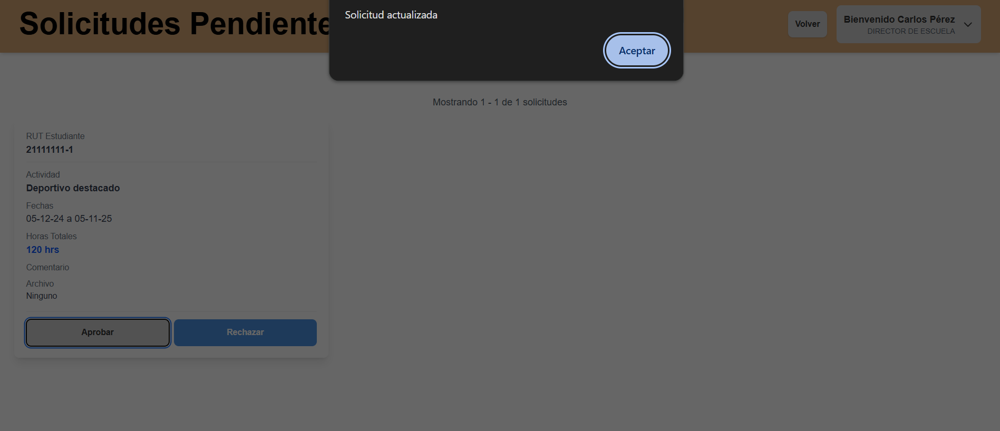 Solicitudes Pendiente
Solicitud actualizada
Aceptar
Volver
Bienvenido Carlos Pérez
DIRECTOR DE ESCUELA
Mostrando 1 - 1 de 1 solicitudes
RUT Estudiante
21111111-1
Actividad
Deportivo destacado
Fechas
05-12-24 a 05-11-25
Horas Totales
120 hrs
Comentario
Archivo
Ninguno
Aprobar
Rechazar